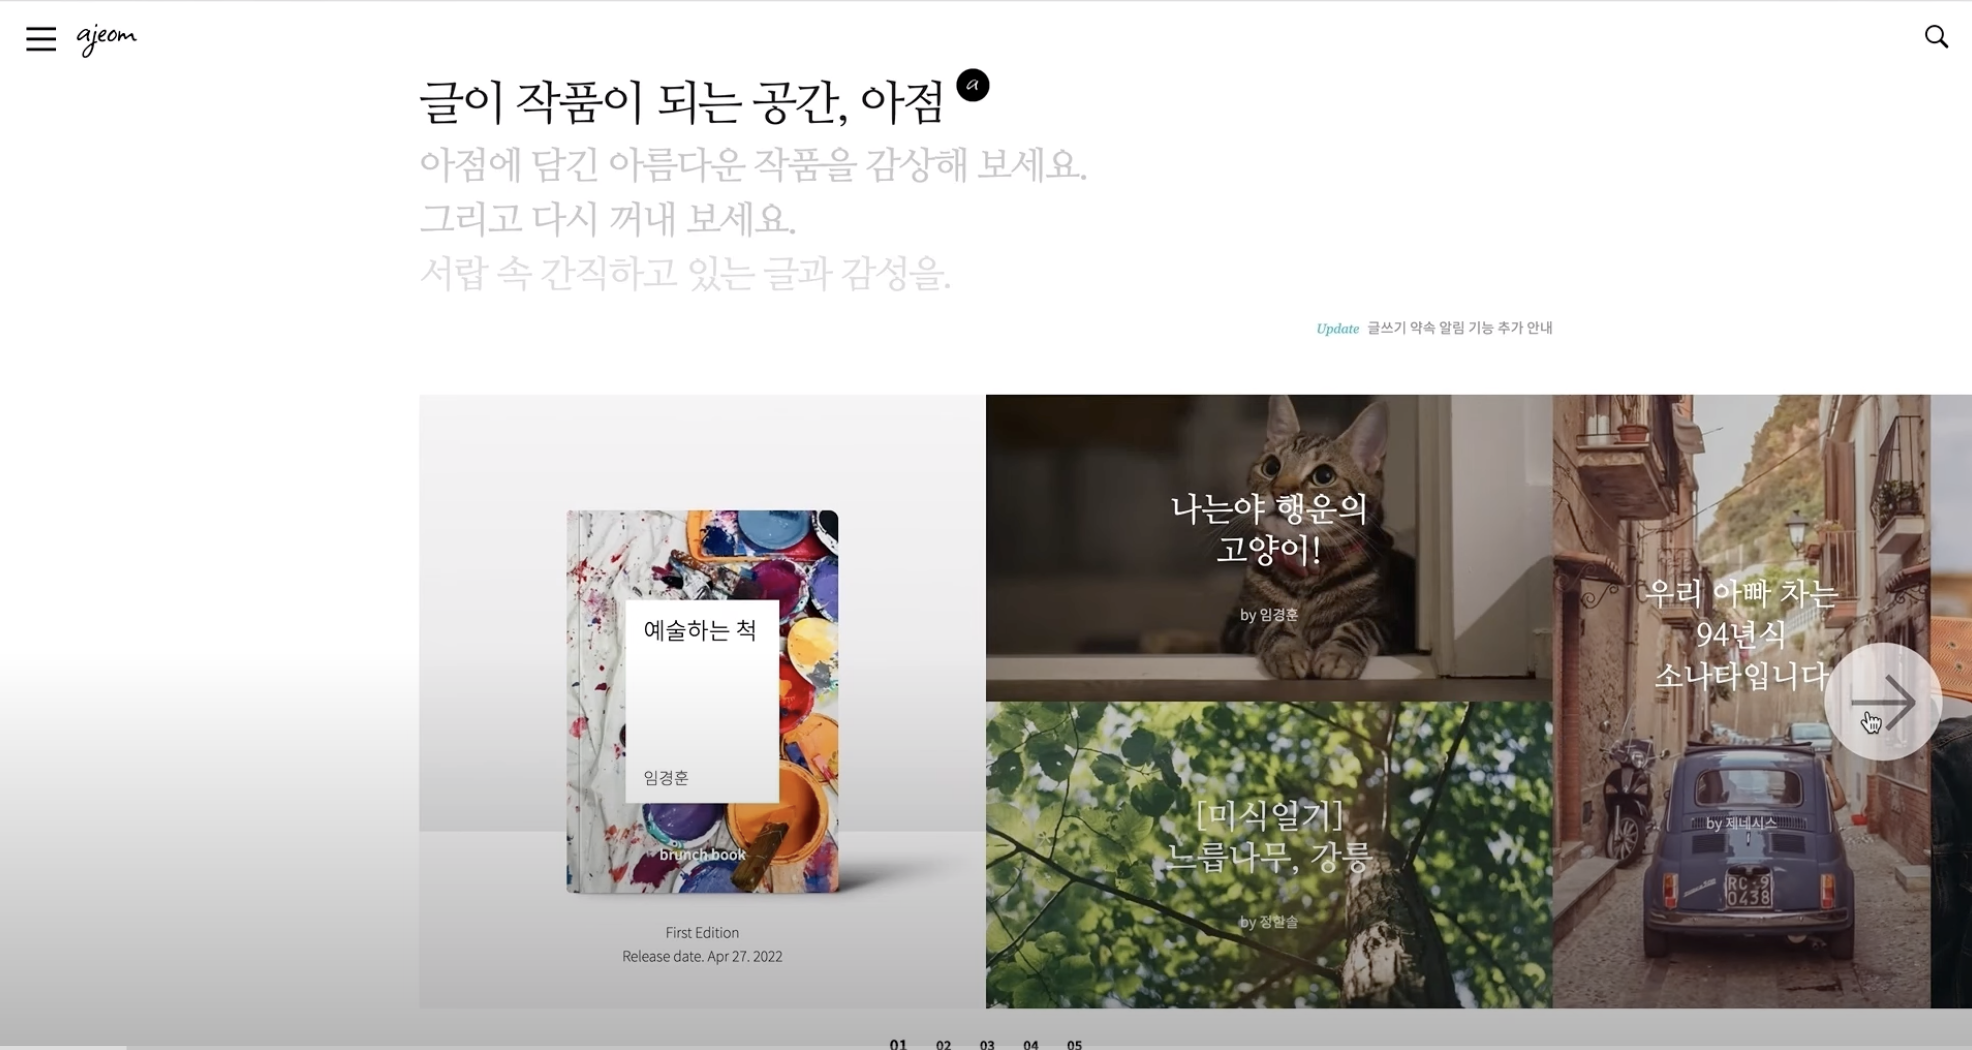 ajeom
글이 작품이 되는 공간, 아점
a
아점에 담긴 아름다운 작품을 감상해 보세요.
그리고 다시 꺼내 보세요.
서랍 속 간직하고 있는 글과 감성을.
Update 글쓰기 약속 알림 기능 추가 안내
예술하는 척
임경훈
brunch book
First Edition
Release date. Apr 27. 2022
나는야 행운의
고양이!
by 임경훈
[미식일기]
느릅나무, 강릉
by 정한솔
우리 아빠 차는
94년식
소나타입니다
by 제네시스
RC·9
0438
01 02 03 04 05